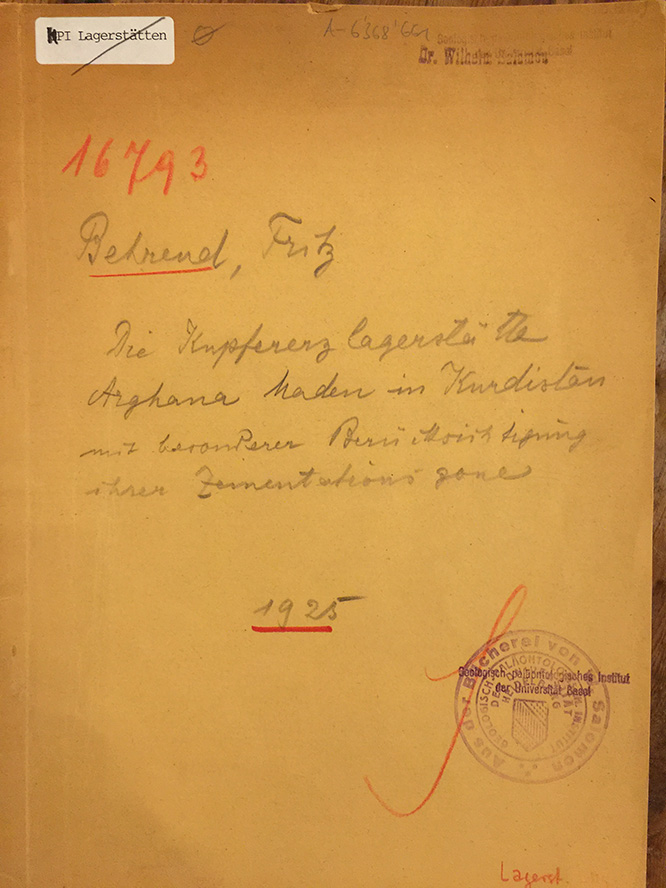 MPI Lagerstätten
A-6368'661
Dr. Wilhelm Salomon
16793
Behrend, Fritz
Die Kupfererzlagerstätte
Arghana Maden in Kurdistan
mit besonderer Berücksichtigung
ihrer Zementationszone
1925
Aus der Bücherei von W. Salomon
Geologisch-paläontologisches Institut
der Universität Basel
Lagerst.